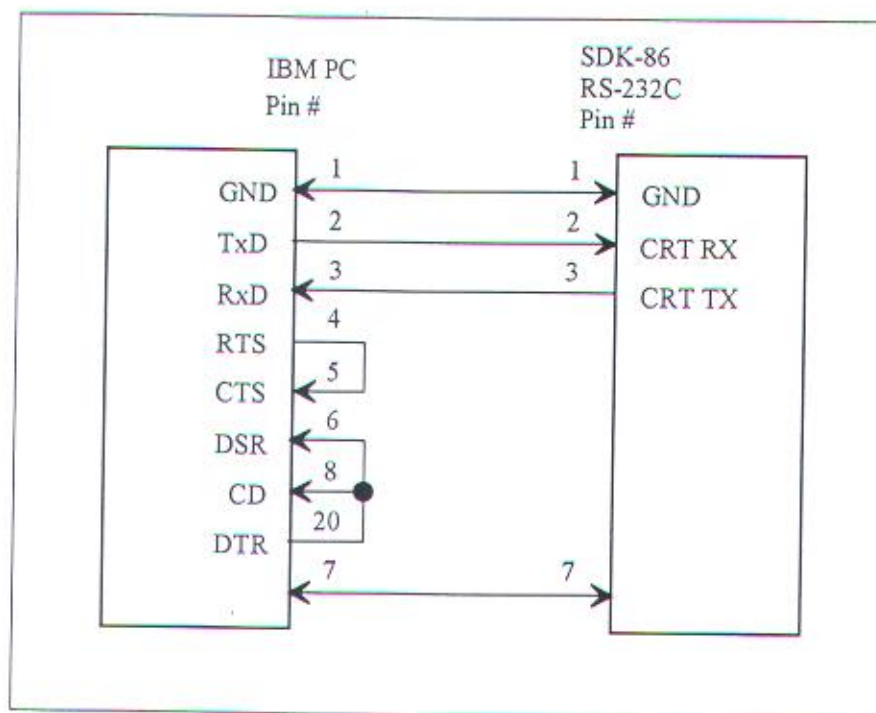 IBM PC
Pin #
SDK-86
RS-232C
Pin #
GND 1 1 GND
TxD 2 2 CRT RX
RxD 3 3 CRT TX
RTS 4
CTS 5
DSR 6
CD 8
DTR 20
7 7